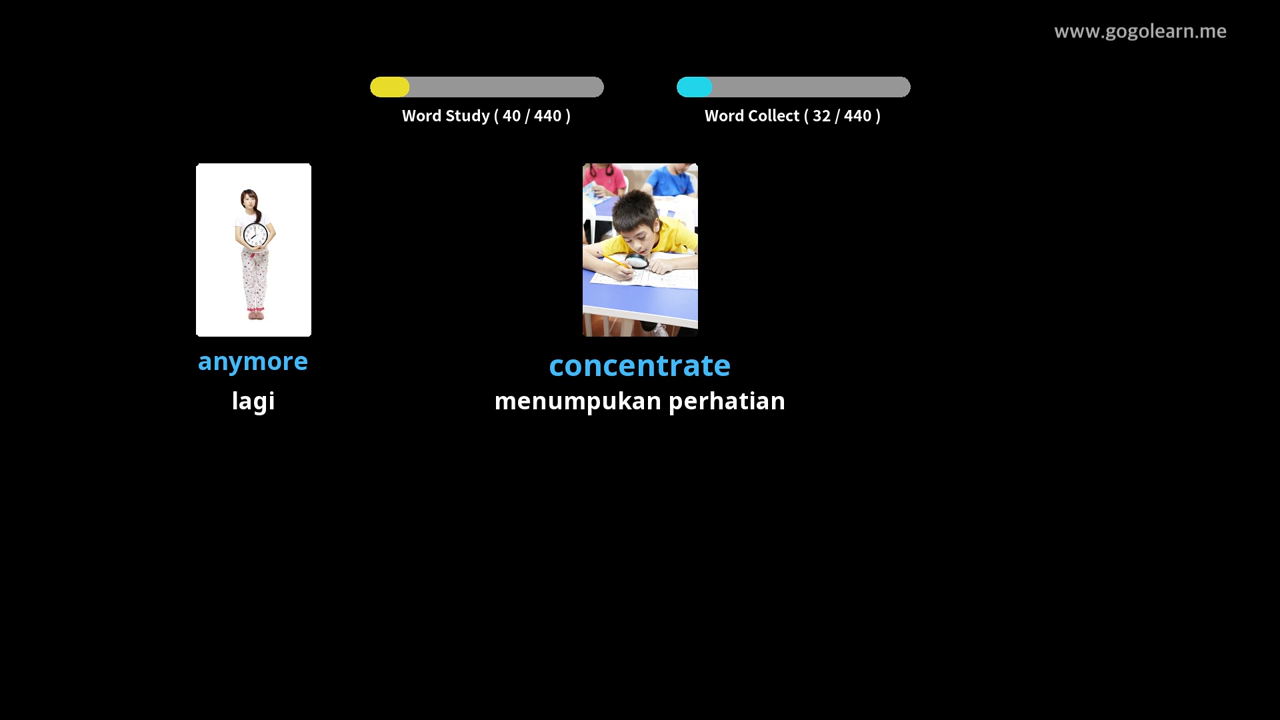 www.gogolearn.me
Word Study ( 40 / 440 )
Word Collect ( 32 / 440 )
anymore
lagi
concentrate
menumpukan perhatian